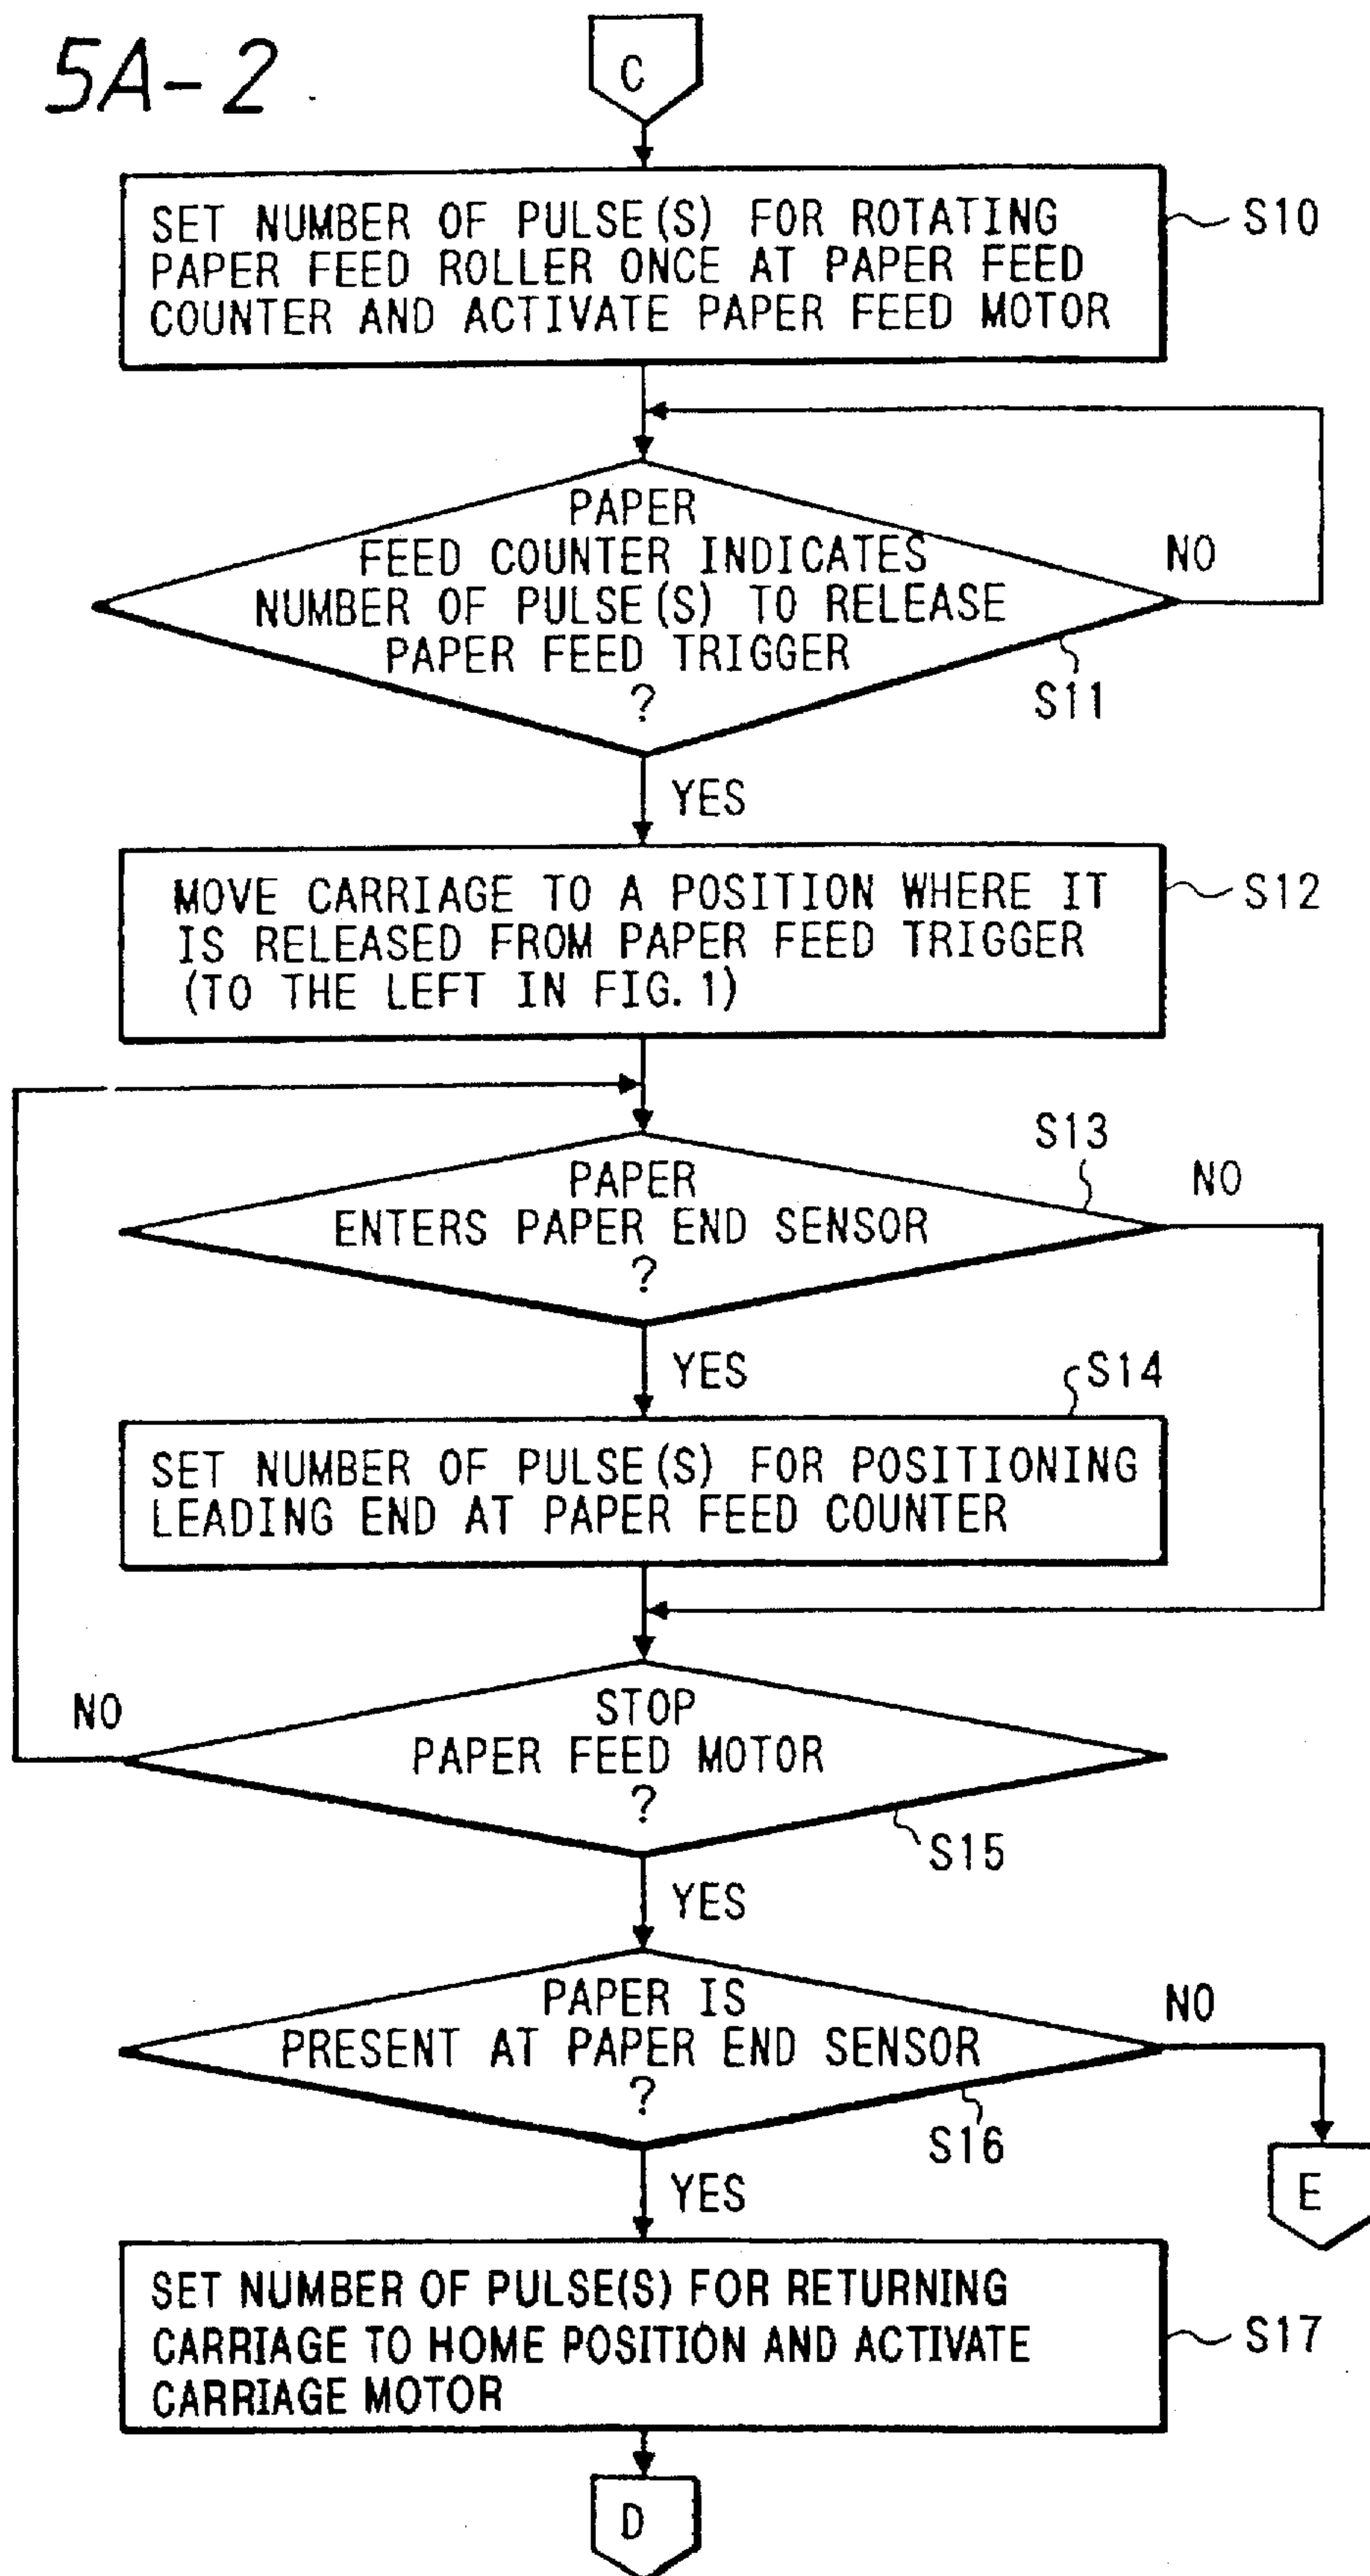 5A-2
C
SET NUMBER OF PULSE(S) FOR ROTATING
PAPER FEED ROLLER ONCE AT PAPER FEED
COUNTER AND ACTIVATE PAPER FEED MOTOR
S10
PAPER
FEED COUNTER INDICATES
NUMBER OF PULSE(S) TO RELEASE
PAPER FEED TRIGGER
?
NO
S11
YES
MOVE CARRIAGE TO A POSITION WHERE IT
IS RELEASED FROM PAPER FEED TRIGGER
(TO THE LEFT IN FIG.1)
S12
S13
PAPER
ENTERS PAPER END SENSOR
?
NO
YES
S14
SET NUMBER OF PULSE(S) FOR POSITIONING
LEADING END AT PAPER FEED COUNTER
NO
STOP
PAPER FEED MOTOR
?
S15
YES
PAPER IS
PRESENT AT PAPER END SENSOR
?
NO
S16
YES
E
SET NUMBER OF PULSE(S) FOR RETURNING
CARRIAGE TO HOME POSITION AND ACTIVATE
CARRIAGE MOTOR
S17
D